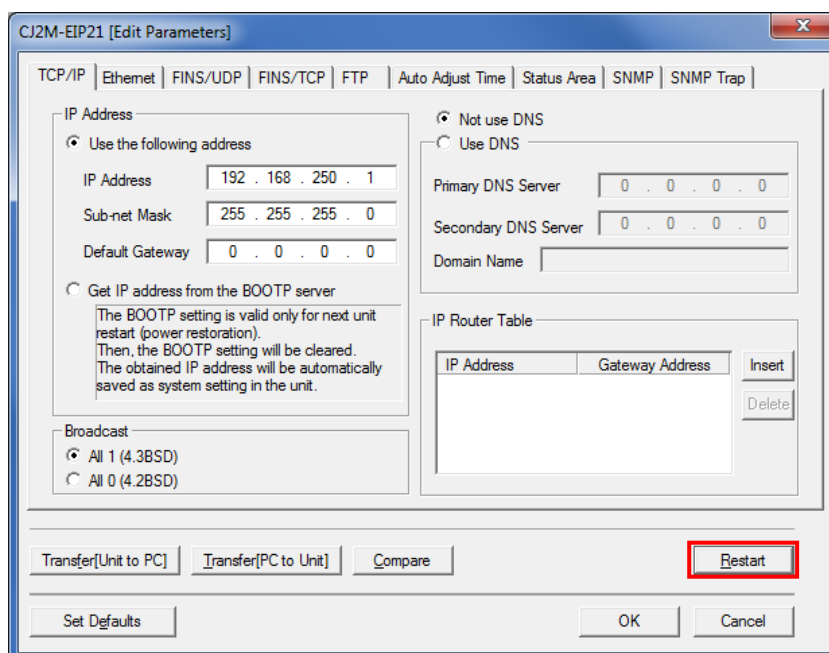 CJ2M-EIP21 [Edit Parameters]
TCP/IP Ethernet FINS/UDP FINS/TCP FTP Auto Adjust Time Status Area SNMP SNMP Trap
IP Address
Use the following address
IP Address 192 . 168 . 250 . 1
Sub-net Mask 255 . 255 . 255 . 0
Default Gateway 0 . 0 . 0 . 0
Get IP address from the BOOTP server
The BOOTP setting is valid only for next unit
restart (power restoration).
Then, the BOOTP setting will be cleared.
The obtained IP address will be automatically
saved as system setting in the unit.
Broadcast
All 1 (4.3BSD)
All 0 (4.2BSD)
Not use DNS
Use DNS
Primary DNS Server 0 . 0 . 0 . 0
Secondary DNS Server 0 . 0 . 0 . 0
Domain Name
IP Router Table
IP Address Gateway Address
Insert
Delete
Transfer[Unit to PC] Transfer[PC to Unit] Compare Restart
Set Defaults OK Cancel